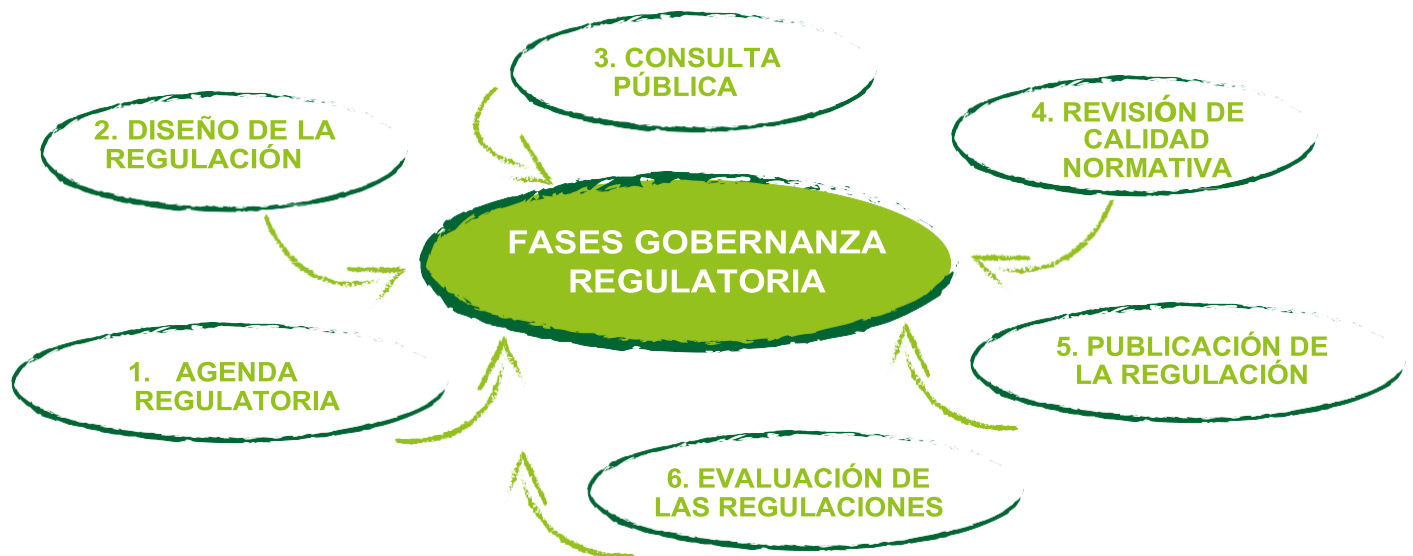 3. CONSULTA
PÚBLICA
2. DISEÑO DE LA
REGULACIÓN
4. REVISIÓN DE
CALIDAD
NORMATIVA
FASES GOBERNANZA
REGULATORIA
1. AGENDA
REGULATORIA
5. PUBLICACIÓN DE
LA REGULACIÓN
6. EVALUACIÓN DE
LAS REGULACIONES